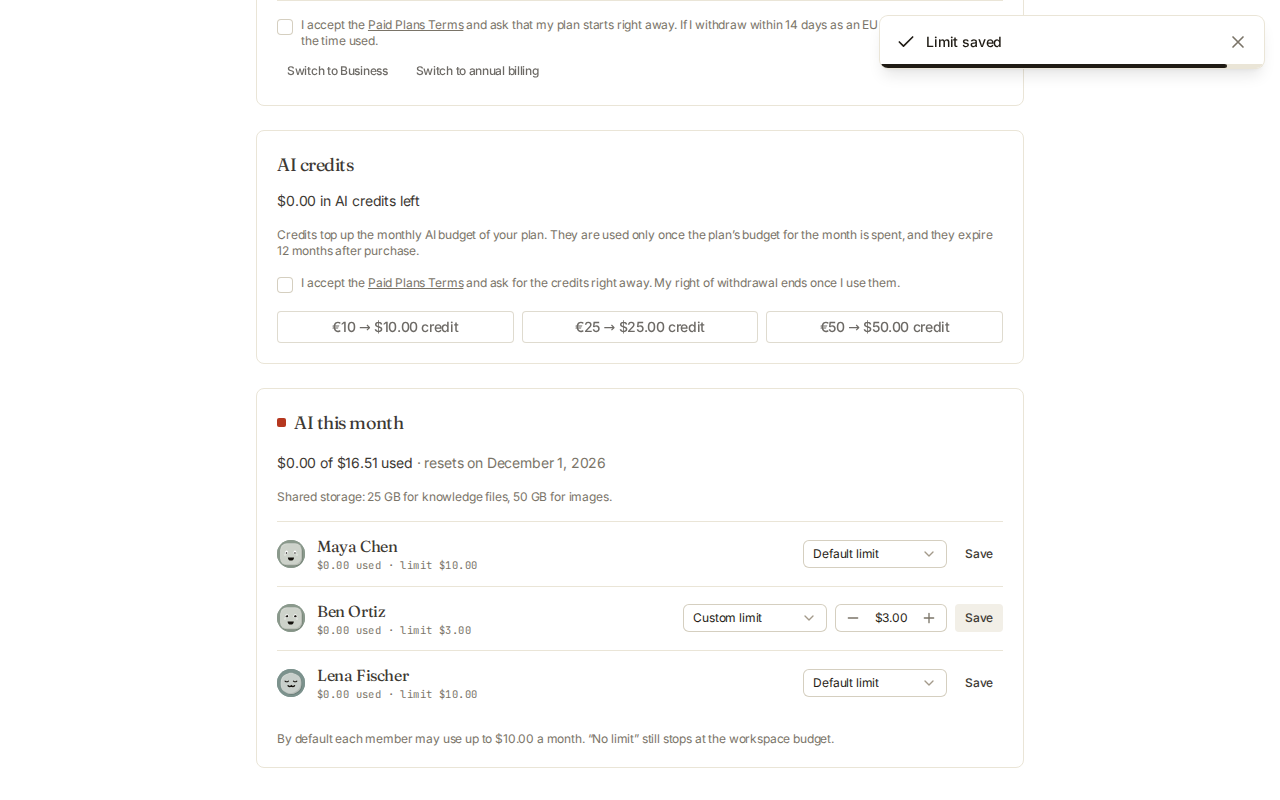 I accept the Paid Plans Terms and ask that my plan starts right away. If I withdraw within 14 days as an EU
the time used.
Limit saved
Switch to Business
Switch to annual billing
AI credits
$0.00 in AI credits left
Credits top up the monthly AI budget of your plan. They are used only once the plan's budget for the month is spent, and they expire
12 months after purchase.
I accept the Paid Plans Terms and ask for the credits right away. My right of withdrawal ends once I use them.
€10 → $10.00 credit
€25 → $25.00 credit
€50 → $50.00 credit
AI this month
$0.00 of $16.51 used · resets on December 1, 2026
Shared storage: 25 GB for knowledge files, 50 GB for images.
Maya Chen
$0.00 used · limit $10.00
Default limit
Save
Ben Ortiz
$0.00 used · limit $3.00
Custom limit
$3.00
Save
Lena Fischer
$0.00 used · limit $10.00
Default limit
Save
By default each member may use up to $10.00 a month. “No limit” still stops at the workspace budget.